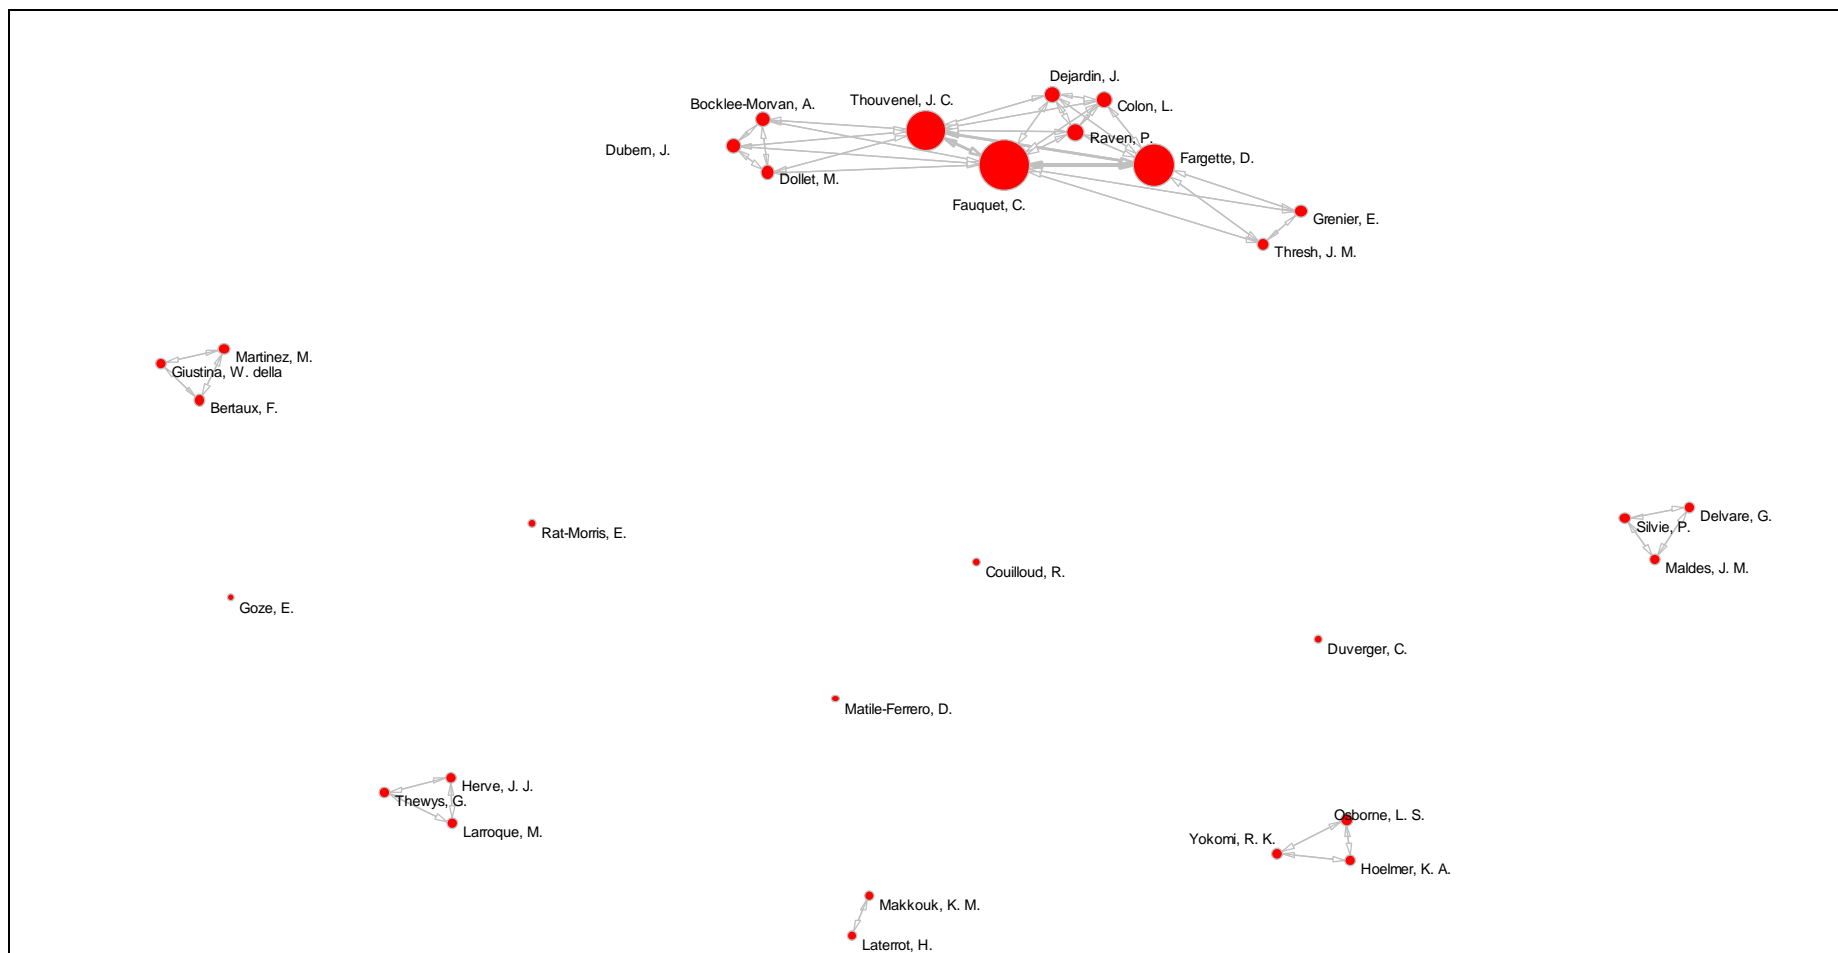 Dejardin, J.
Bocklee-Morvan, A.
Thouvenel, J. C.
Colon, L.
Raven, P.
Dubern, J.
Fargette, D.
Dollet, M.
Fauquet, C.
Grenier, E.
Thresh, J. M.
Martinez, M.
Giustina, W. della
Bertaux, F.
Delvare, G.
Silvie, P.
Rat-Morris, E.
Maldes, J. M.
Couilloud, R.
Goze, E.
Duverger, C.
Matile-Ferrero, D.
Herve, J. J.
Thewys, G.
Larroque, M.
Osborne, L. S.
Yokomi, R. K.
Hoelmer, K. A.
Makkouk, K. M.
Laterrot, H.